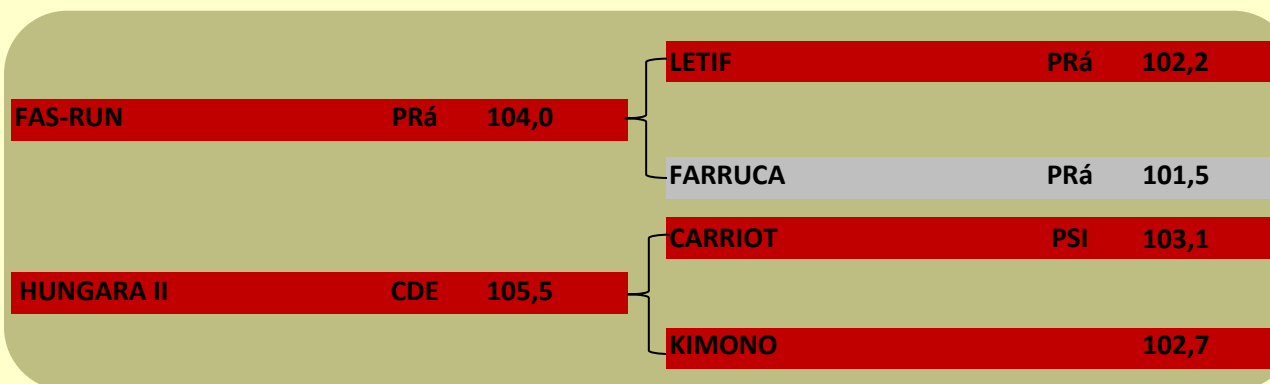 LETIF PRá 102,2
FAS-RUN PRá 104,0
FARRUCA PRá 101,5
CARRIOT PSI 103,1
HUNGARA II CDE 105,5
KIMONO 102,7